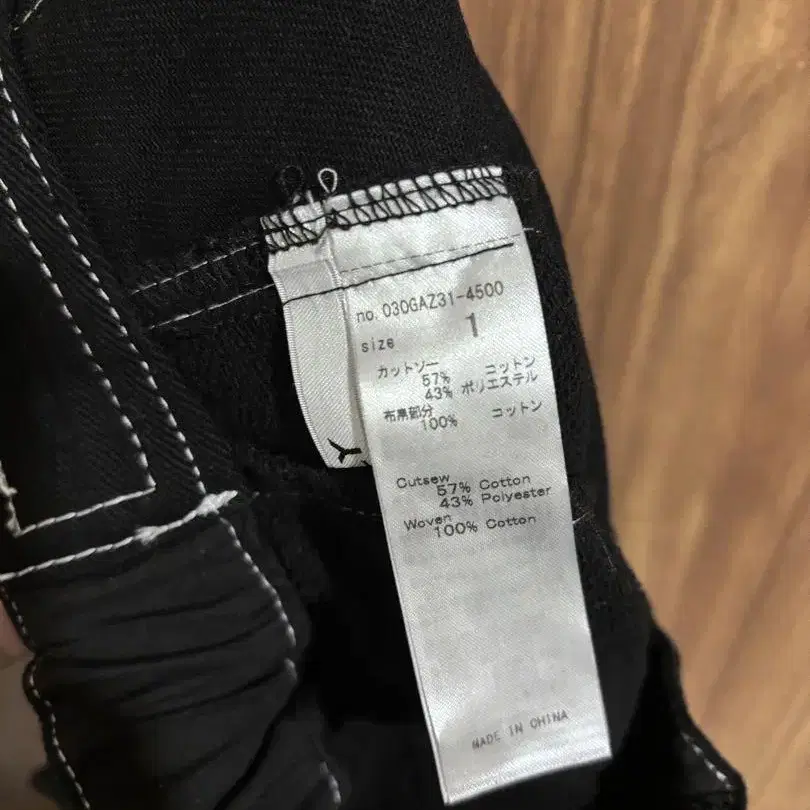 no. 030GAZ31-4500
size 1
カットソー
57% コットン
43% ポリエステル
布帛部分
100% コットン
Cutsew
57% Cotton
43% Polyester
Woven
100% Cotton
MADE IN CHINA